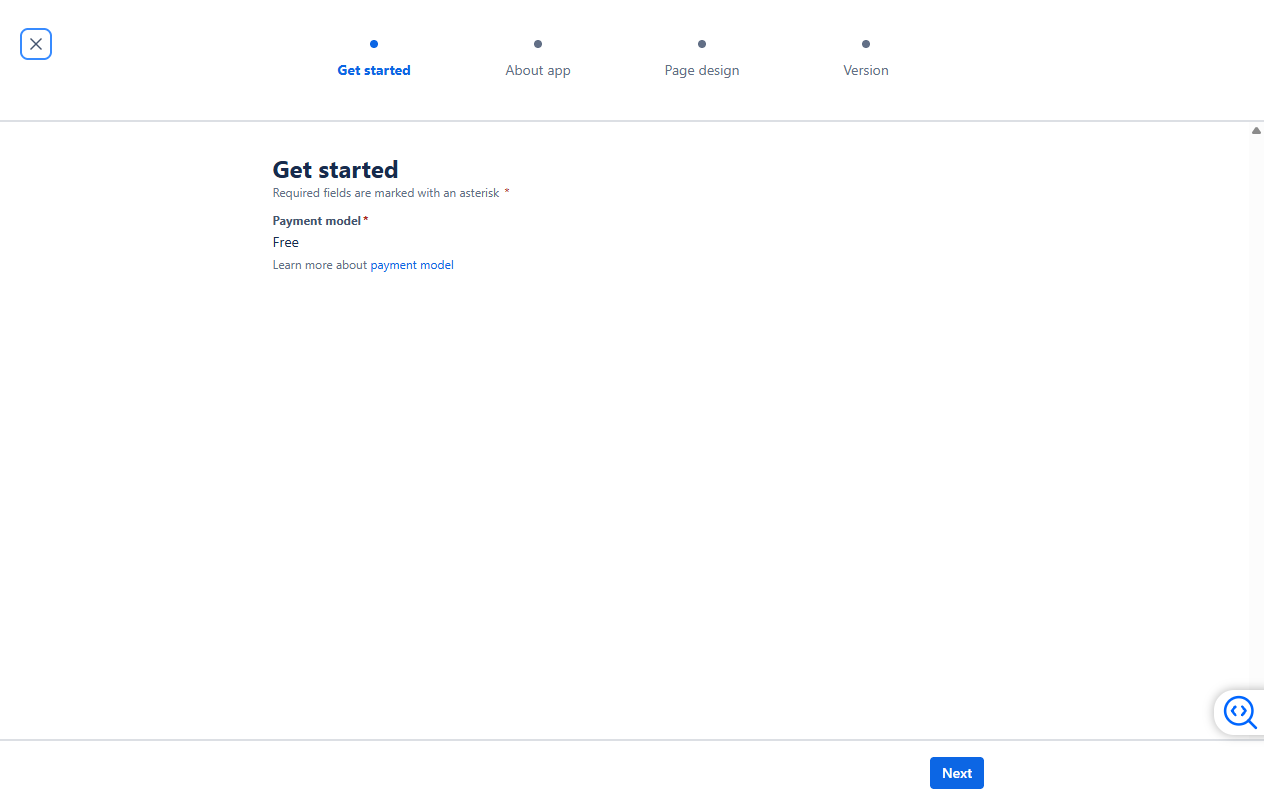 Get started
About app
Page design
Version
Get started
Required fields are marked with an asterisk *
Payment model*
Free
Learn more about payment model
Next